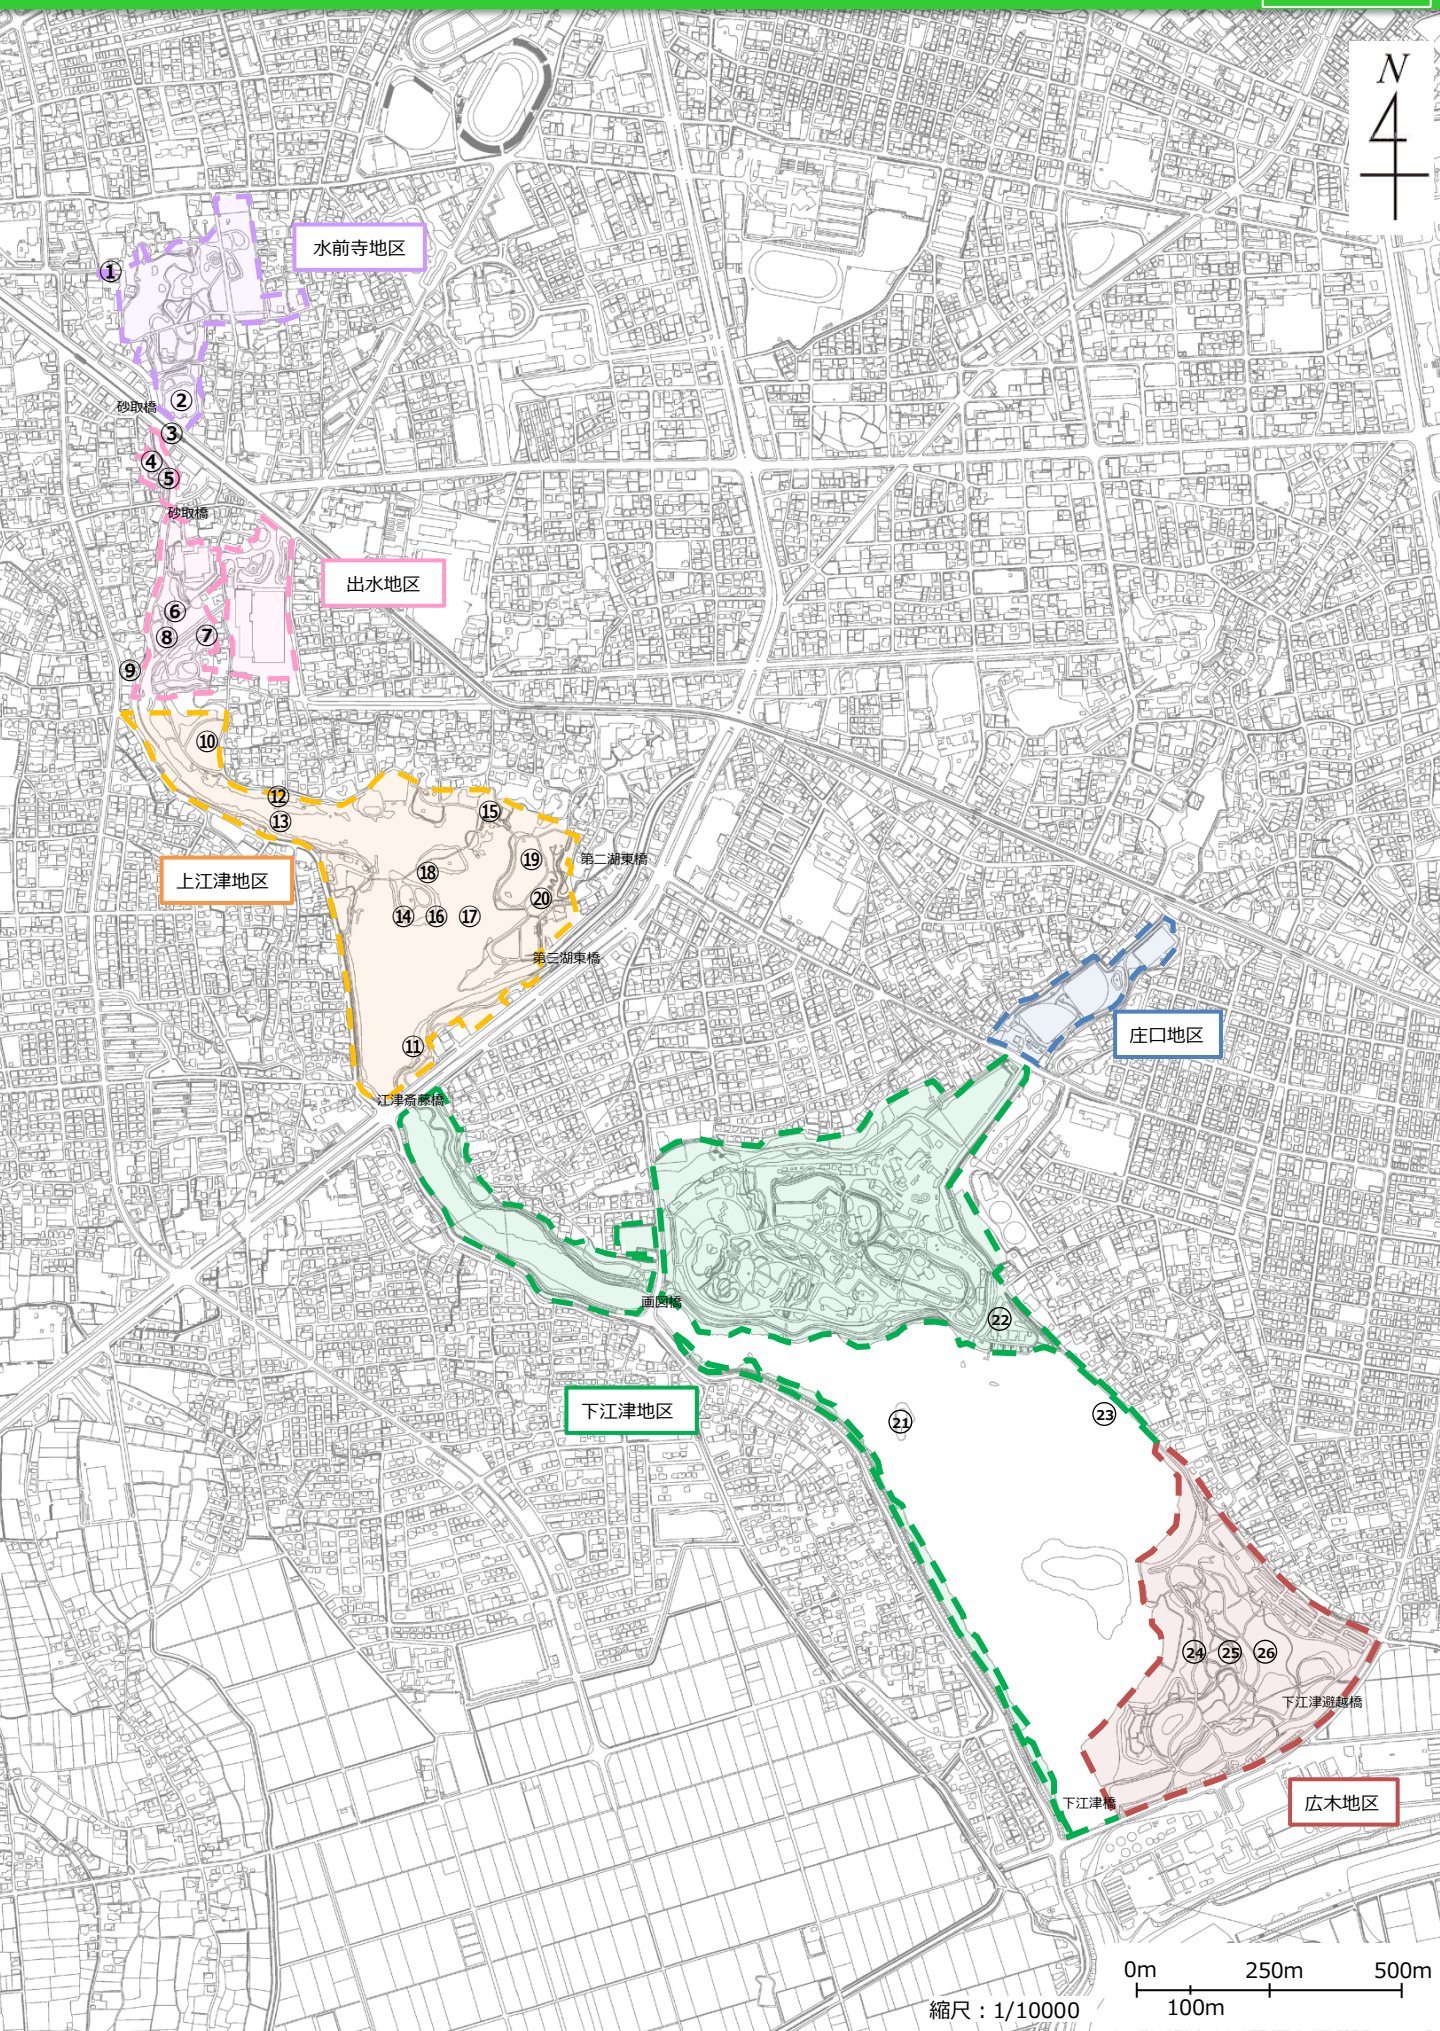 N
水前寺地区
①
②
砂取橋
③
④
⑤
砂取橋
出水地区
⑥
⑧
⑦
⑨
⑩
⑫
⑬
⑮
上江津地区
⑱
⑲
第二湖東橋
⑳
⑭
⑯
⑰
第三湖東橋
⑪
庄口地区
江津斎藤橋
画図橋
㉒
下江津地区
㉑
㉓
㉔
㉕
㉖
下江津避越橋
下江津橋
広木地区
0m 250m 500m
100m
縮尺：1/10000